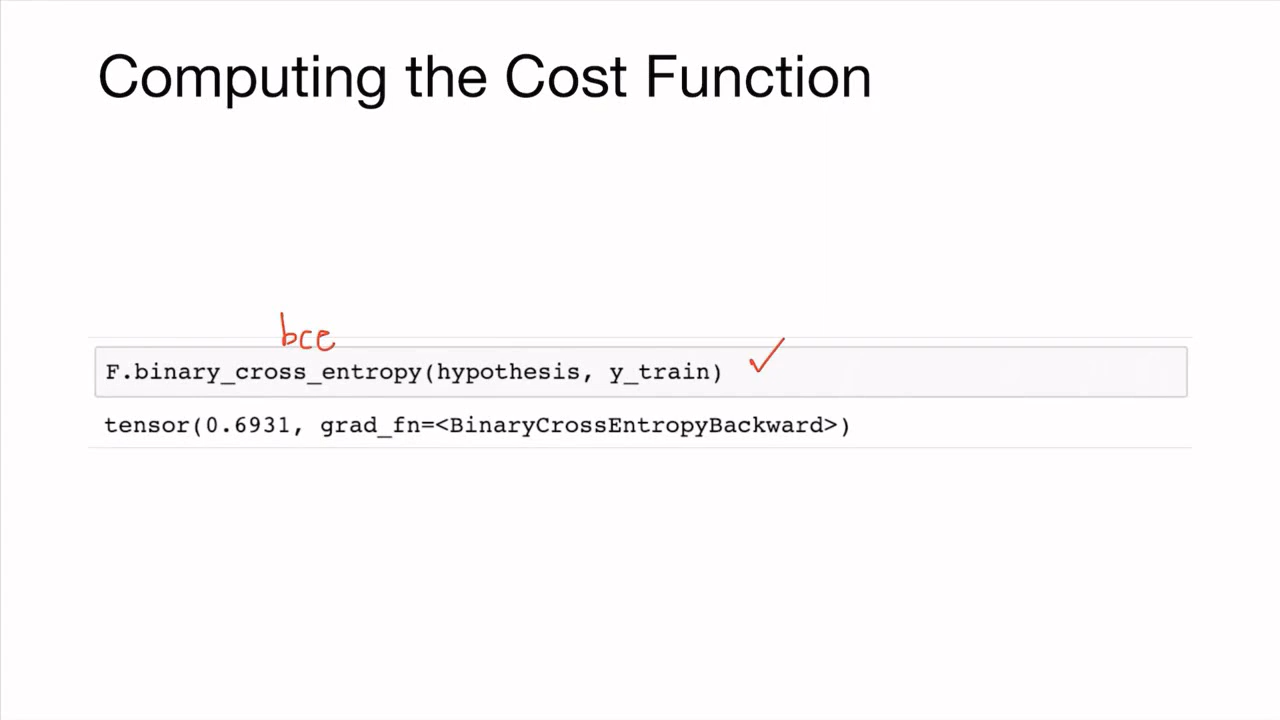 Computing the Cost Function
bce
F.binary_cross_entropy(hypothesis, y_train)
tensor(0.6931, grad_fn=<BinaryCrossEntropyBackward>)